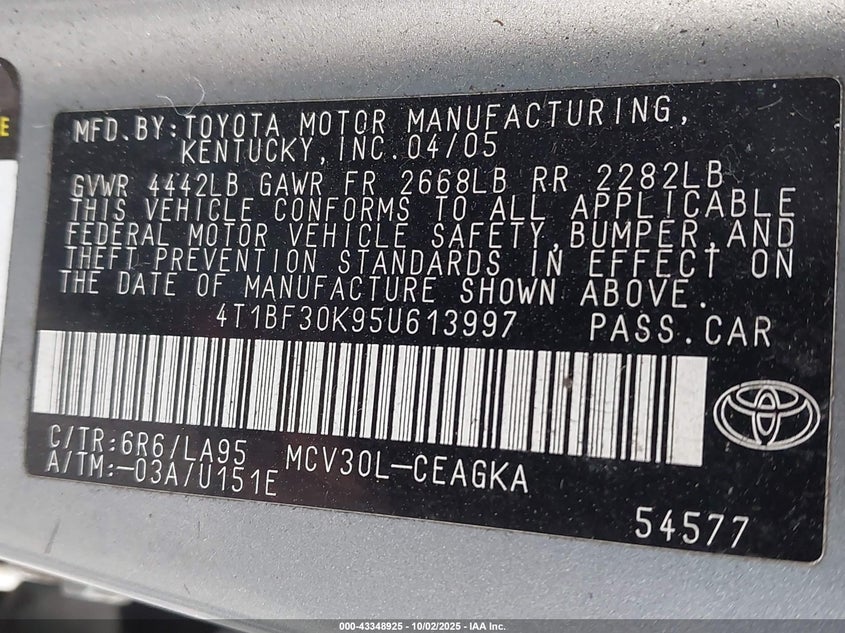 E
MFD.BY:TOYOTA MOTOR MANUFACTURING,
KENTUCKY,INC.04/05
GVWR 4442LB GAWR FR 2668LB RR 2282LB
THIS VEHICLE CONFORMS TO ALL APPLICABLE
FEDERAL MOTOR VEHICLE SAFETY,BUMPER,AND
THEFT PREVENTION STANDARDS IN EFFECT ON
THE DATE OF MANUFACTURE SHOWN ABOVE.
4T1BF30K95U613997 PASS.CAR
C/TR:6R6/LA95 MCV30L-CEAGKA
A/TM:-03A/U151E
54577
000-43348925 | 10/02/2025 | IAA Inc.